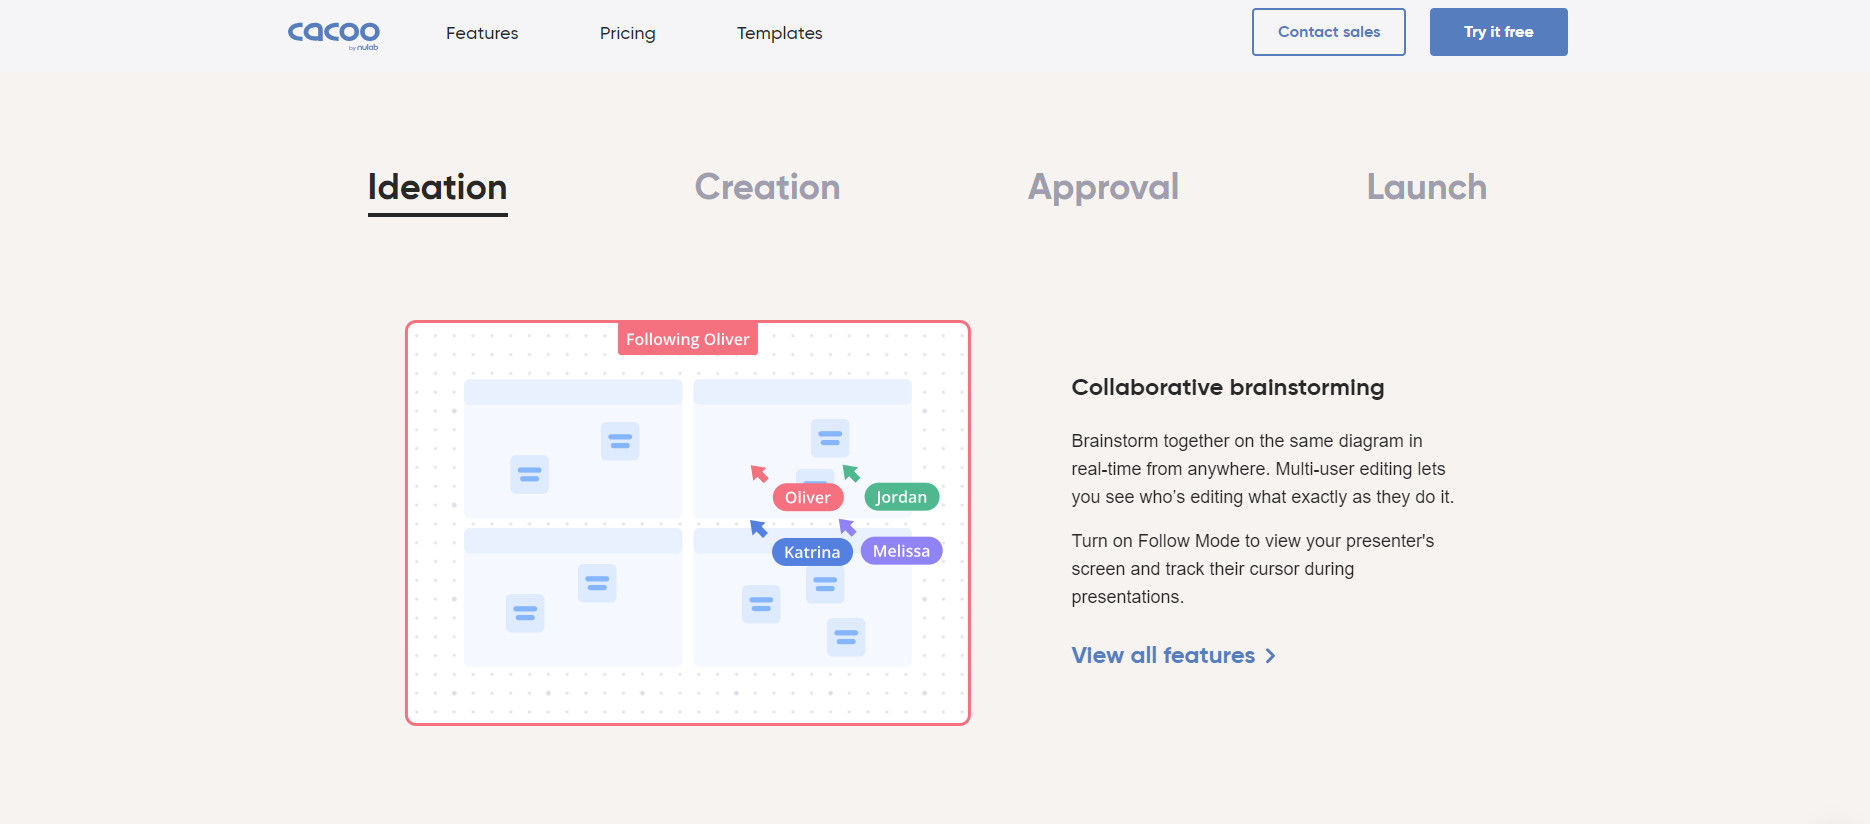 cacoo
by nulab
Features
Pricing
Templates
Contact sales
Try it free
Ideation
Creation
Approval
Launch
Following Oliver
Oliver
Jordan
Katrina
Melissa
Collaborative brainstorming
Brainstorm together on the same diagram in
real-time from anywhere. Multi-user editing lets
you see who’s editing what exactly as they do it.
Turn on Follow Mode to view your presenter's
screen and track their cursor during
presentations.
View all features